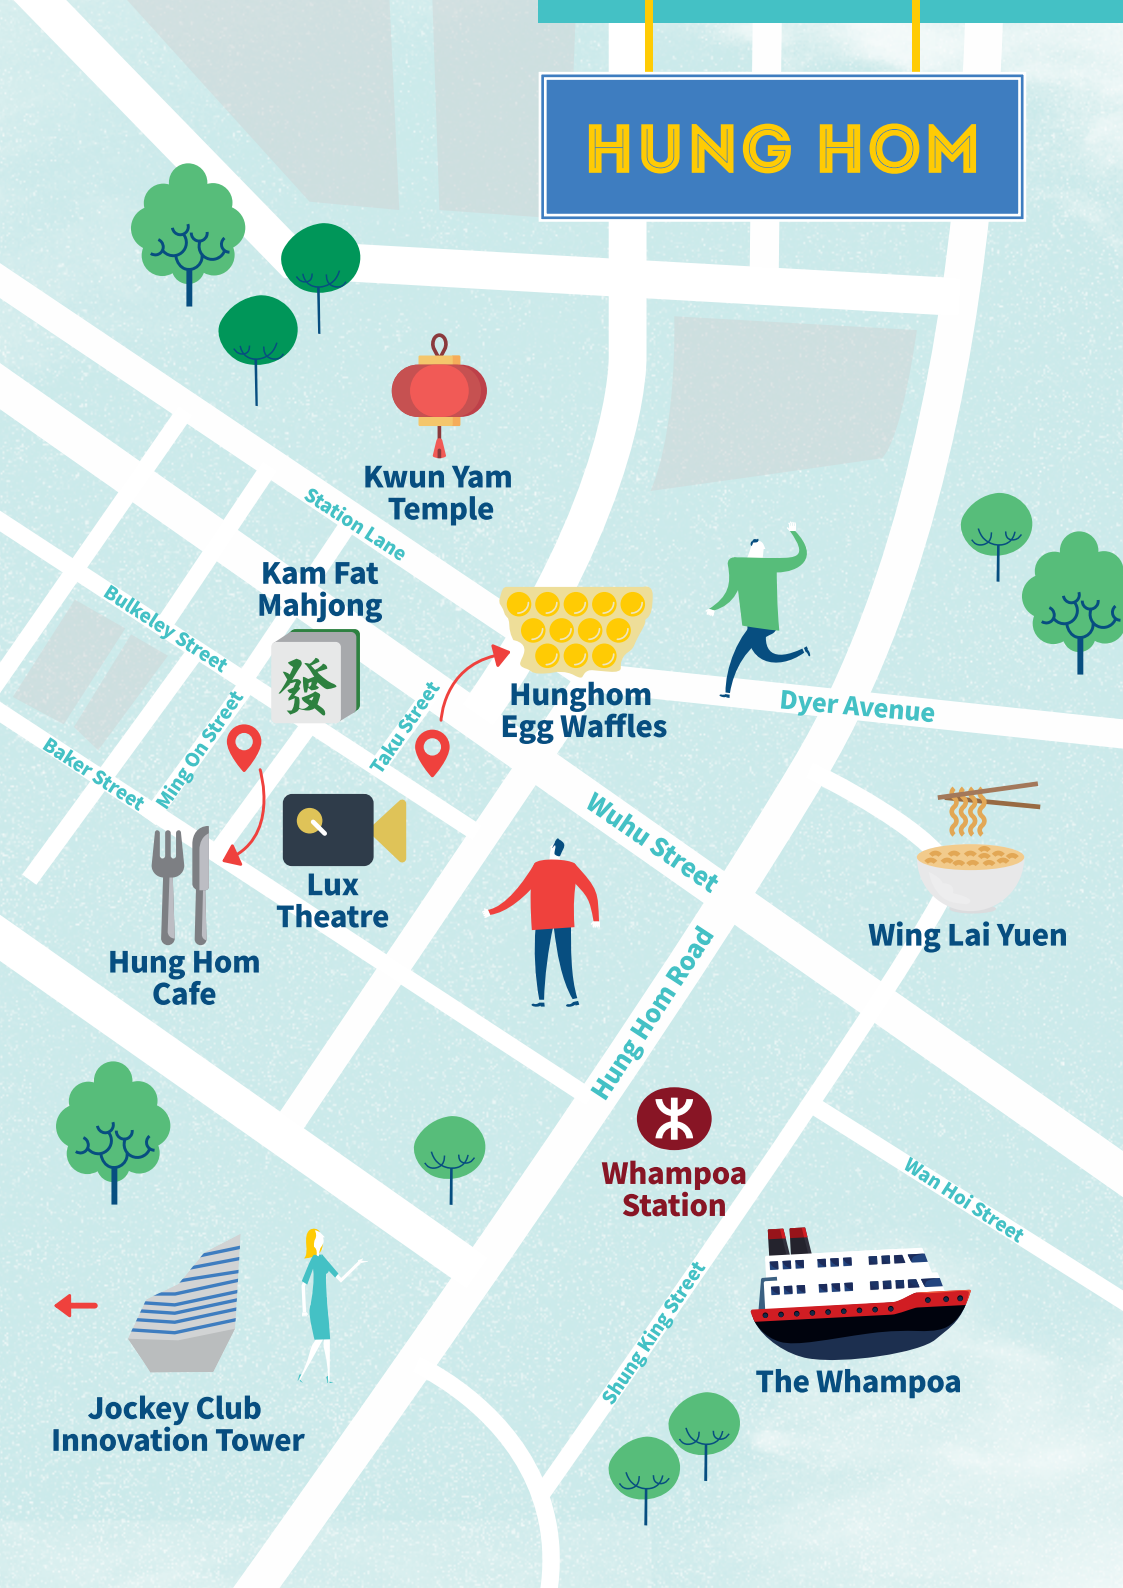 HUNG HOM
Kwun Yam
Temple
Station Lane
Kam Fat
Mahjong
發
Bulkeley Street
Hunghom
Egg Waffles
Dyer Avenue
Taku Street
Ming On Street
Baker Street
Wuhu Street
Lux
Theatre
Wing Lai Yuen
Hung Hom
Cafe
Hung Hom Road
Whampoa
Station
Wan Hoi Street
Shung King Street
The Whampoa
Jockey Club
Innovation Tower